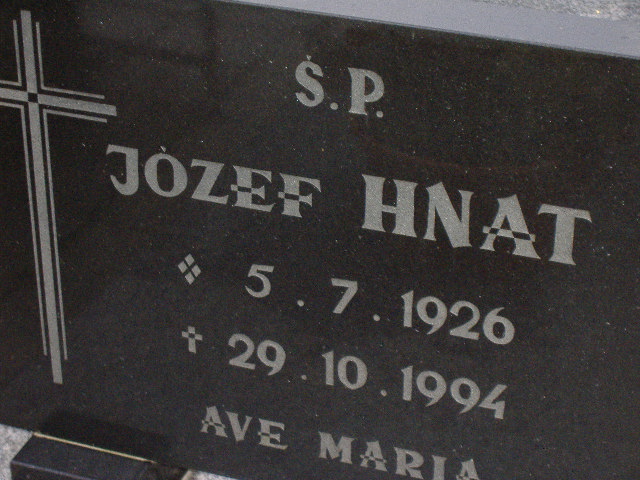 Ś.P.
JÓZEF HNAT
5.7.1926
† 29.10.1994
AVE MARIA